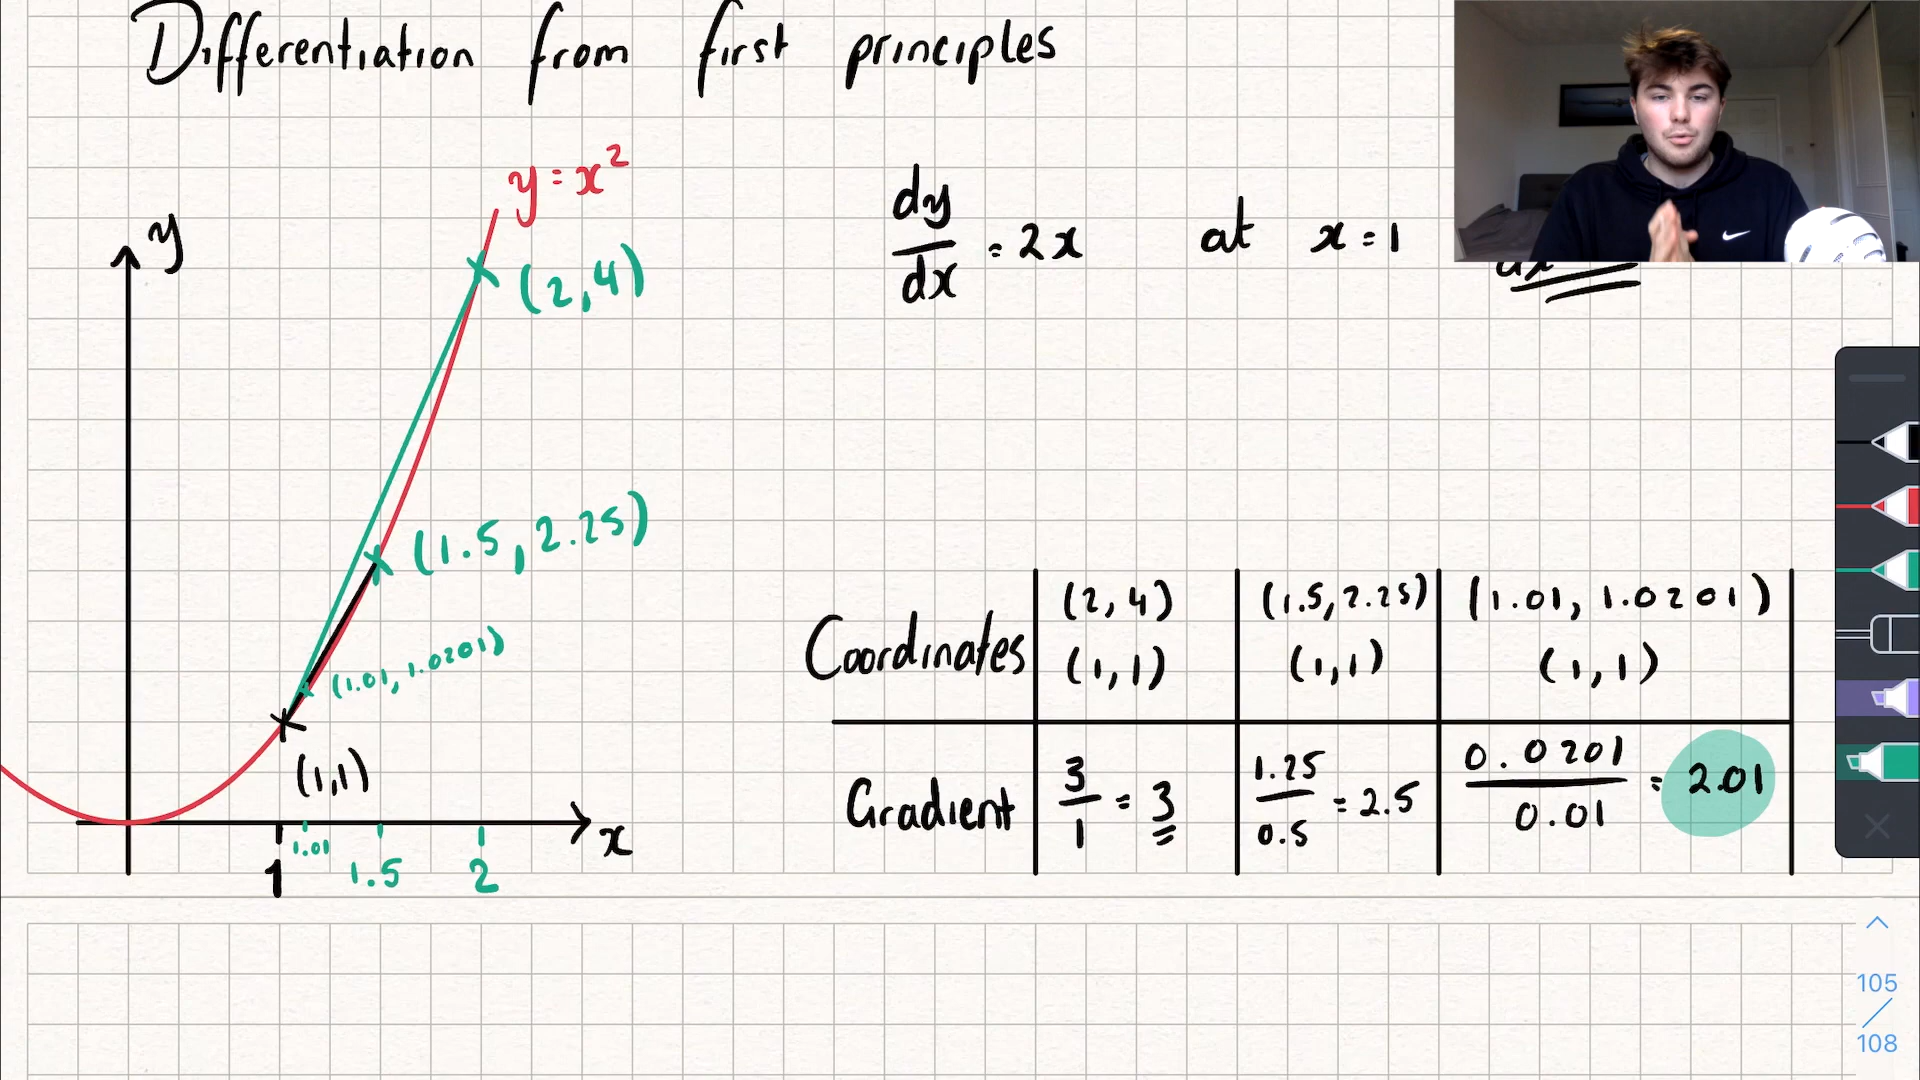 Differentiation from first principles
y = x²
y
dy/dx = 2x at x = 1
(2,4)
(1.5, 2.25)
(1.01, 1.0201)
(1,1)
x
1 1.01 1.5 2
Coordinates (2, 4) (1.5, 2.25) (1.01, 1.0201)
(1, 1) (1, 1) (1, 1)
Gradient 3/1 = 3 1.25/0.5 = 2.5 0.0201/0.01 = 2.01
105
/
108